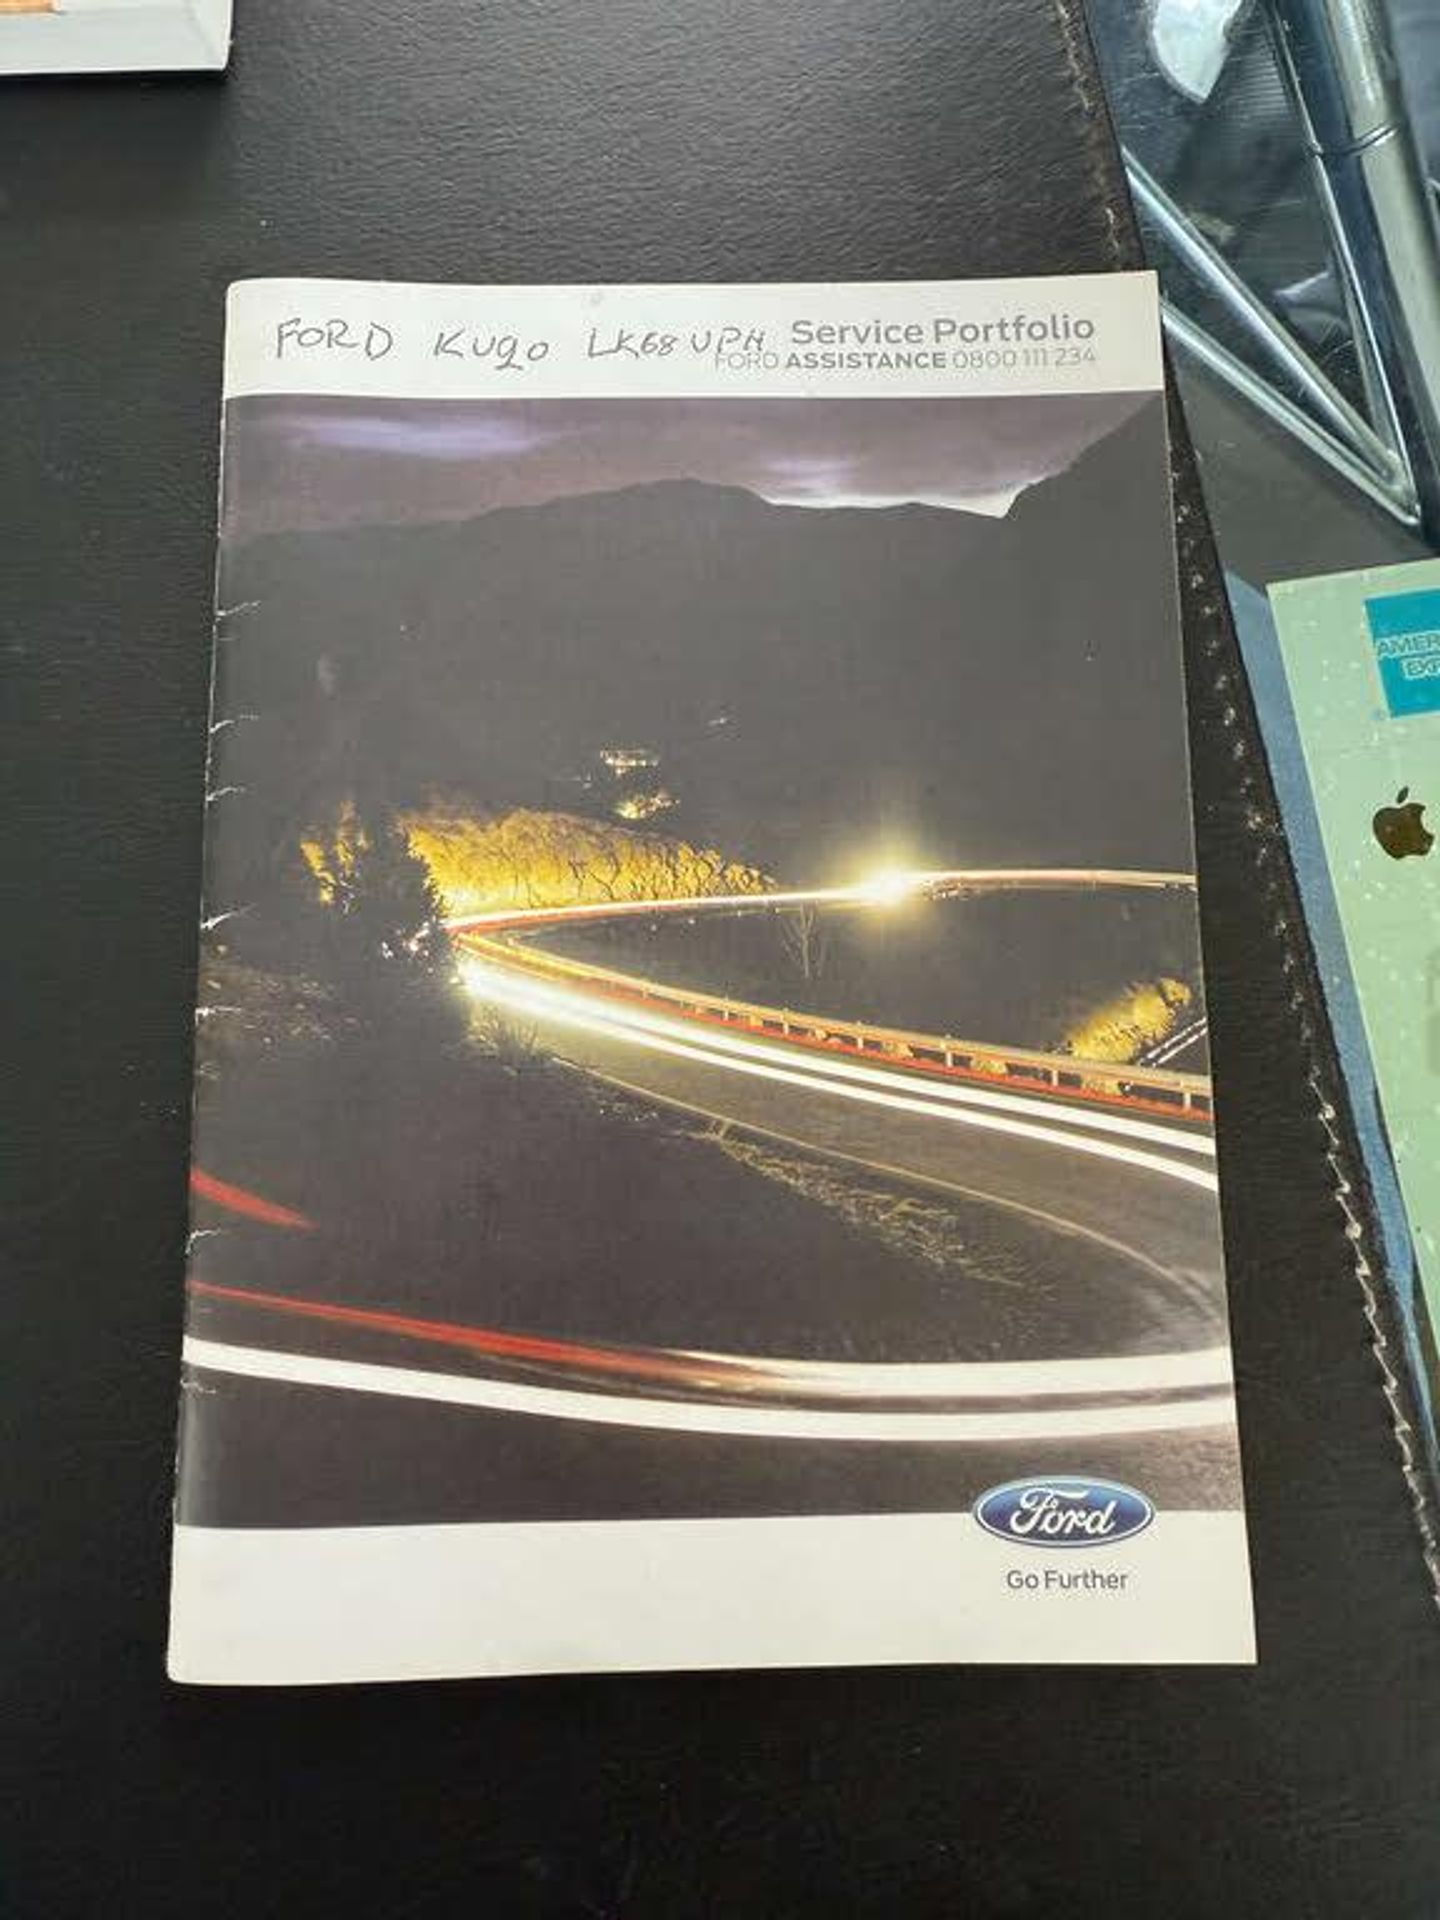 FORD Kugo LK68 UPH Service Portfolio
FORD ASSISTANCE 0800 111 234
Ford
Go Further